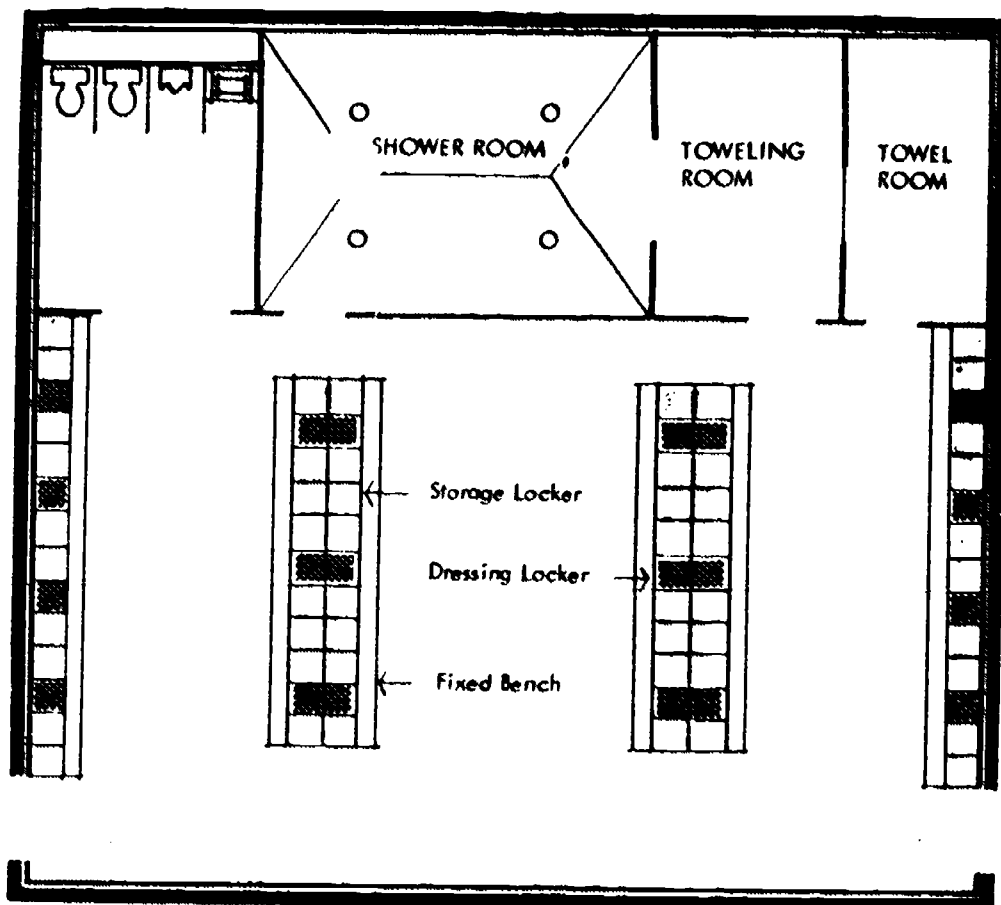 SHOWER ROOM
TOWELING
ROOM
TOWEL
ROOM
Storage Locker
Dressing Locker
Fixed Bench